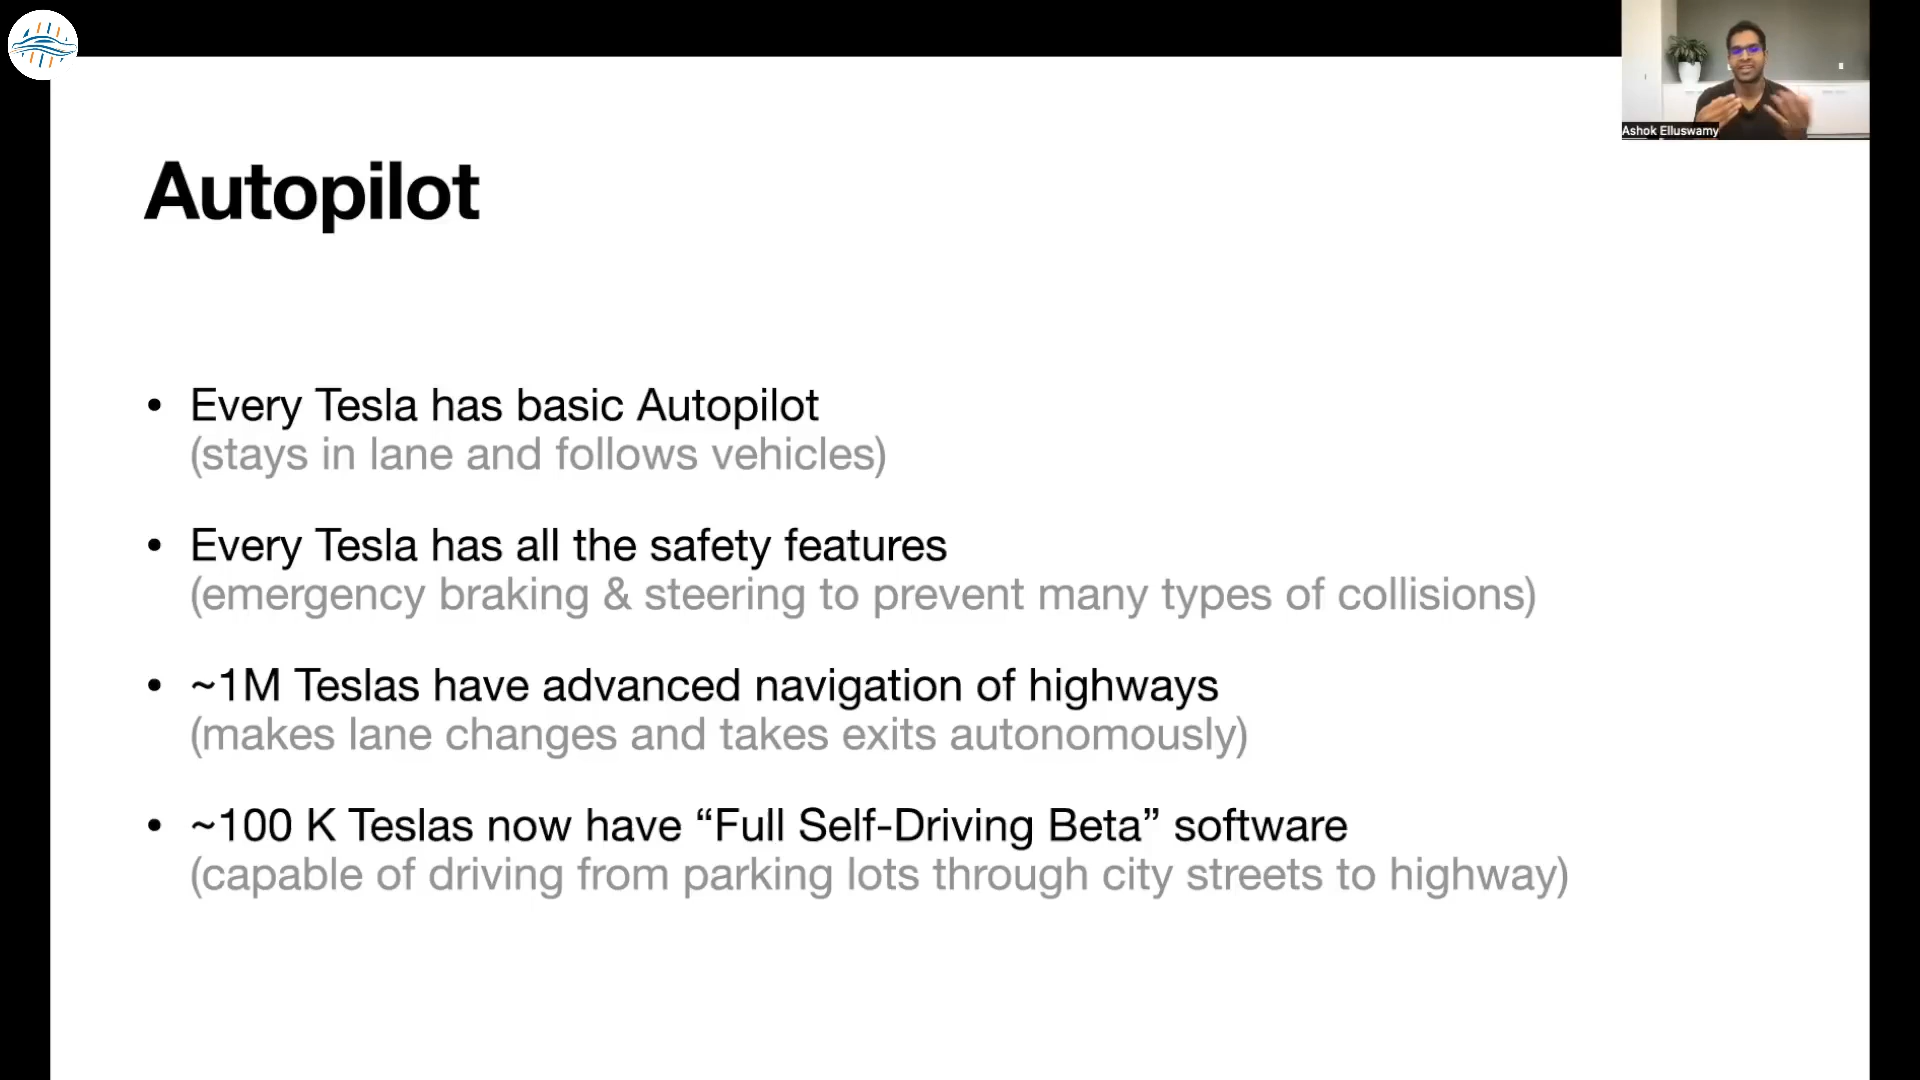 Ashok Elluswamy
Autopilot
• Every Tesla has basic Autopilot
(stays in lane and follows vehicles)
• Every Tesla has all the safety features
(emergency braking & steering to prevent many types of collisions)
• ~1M Teslas have advanced navigation of highways
(makes lane changes and takes exits autonomously)
• ~100 K Teslas now have “Full Self-Driving Beta” software
(capable of driving from parking lots through city streets to highway)